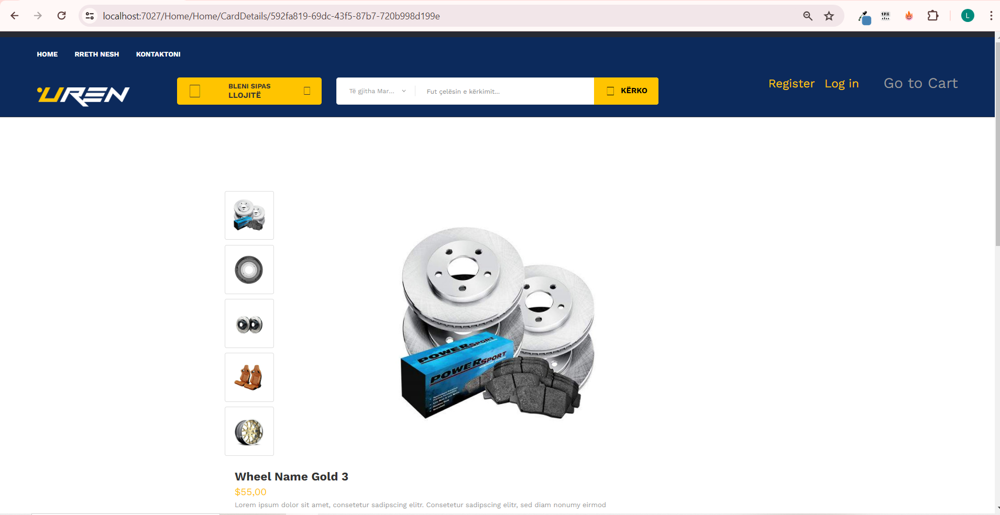 localhost:7027/Home/Home/CardDetails/592fa819-69dc-43f5-87b7-720b998d199e
1PX
L
HOME RRETH NESH KONTAKTONI
UREN
BLENI SIPAS
LLOJITË
Të gjitha Mar...
Fut çelësin e kërkimit...
KËRKO
Register Log in Go to Cart
POWERSPORT
POWERSPORT
Wheel Name Gold 3
$55,00
Lorem ipsum dolor sit amet, consetetur sadipscing elitr. Consetetur sadipscing elitr, sed diam nonumy eirmod